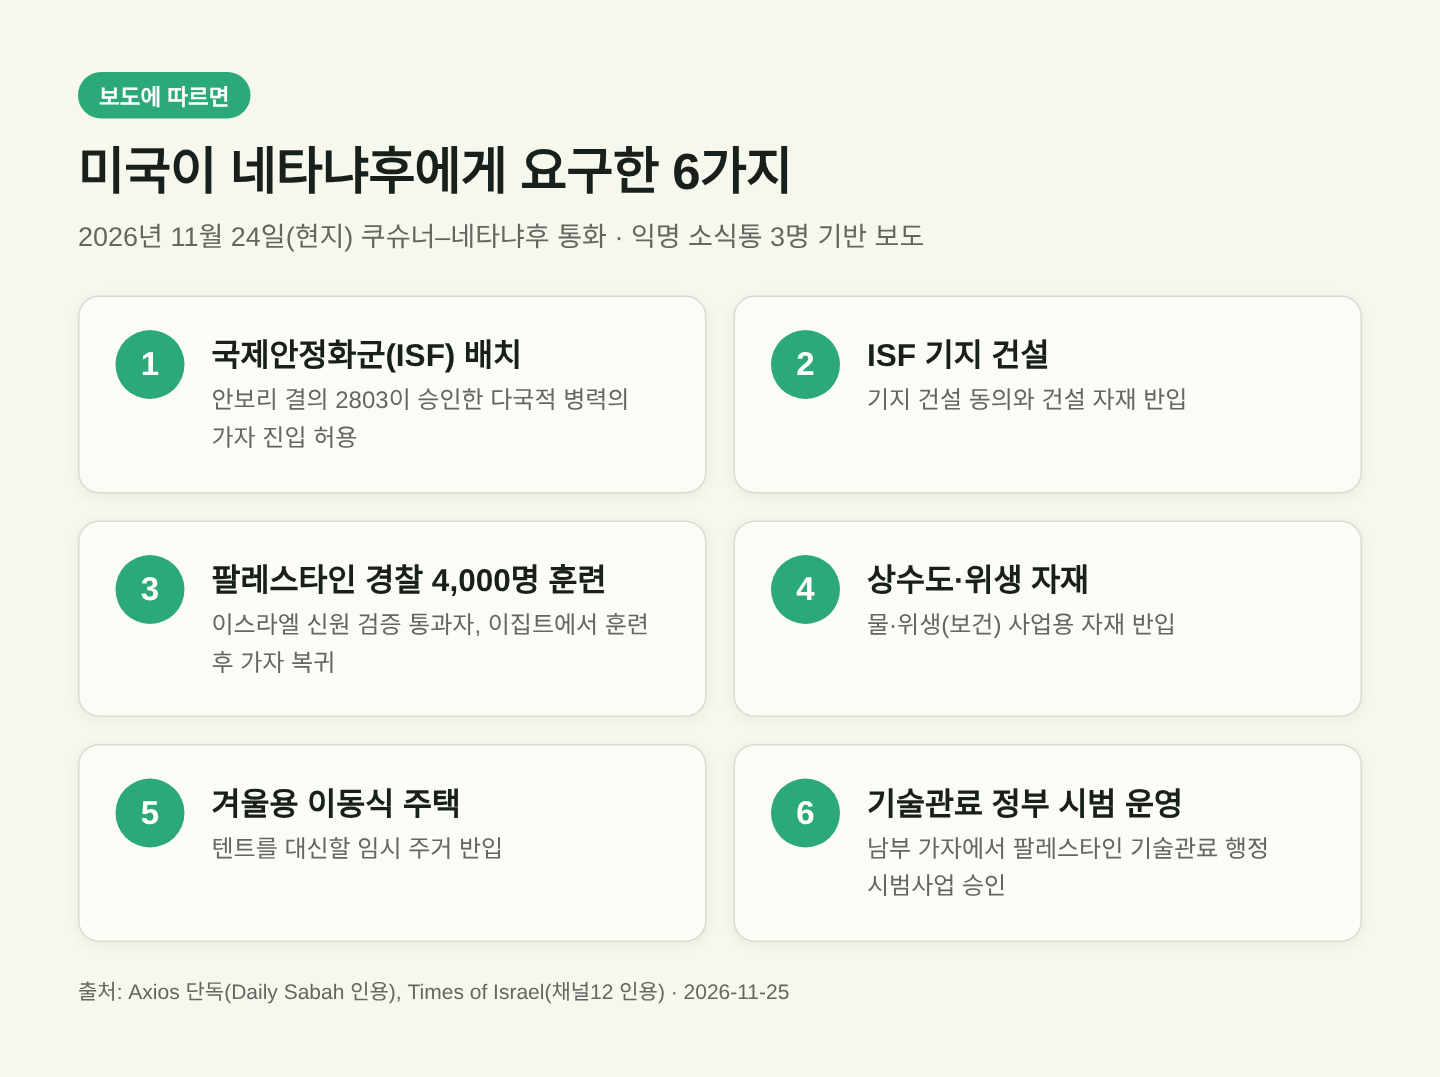 보도에 따르면
미국이 네타냐후에게 요구한 6가지
2026년 11월 24일(현지) 쿠슈너–네타냐후 통화 · 익명 소식통 3명 기반 보도
1
국제안정화군(ISF) 배치
안보리 결의 2803이 승인한 다국적 병력의
가자 진입 허용
2
ISF 기지 건설
기지 건설 동의와 건설 자재 반입
3
팔레스타인 경찰 4,000명 훈련
이스라엘 신원 검증 통과자, 이집트에서 훈련
후 가자 복귀
4
상수도·위생 자재
물·위생(보건) 사업용 자재 반입
5
겨울용 이동식 주택
텐트를 대신할 임시 주거 반입
6
기술관료 정부 시범 운영
남부 가자에서 팔레스타인 기술관료 행정
시범사업 승인
출처: Axios 단독(Daily Sabah 인용), Times of Israel(채널12 인용) · 2026-11-25